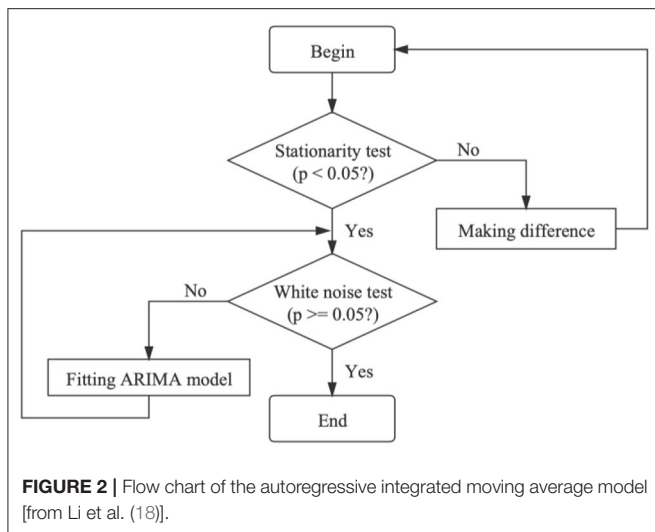 Begin
Stationarity test
(p < 0.05?)
No
Making difference
Yes
White noise test
(p >= 0.05?)
No
Fitting ARIMA model
Yes
End
FIGURE 2 | Flow chart of the autoregressive integrated moving average model
[from Li et al. (18)].